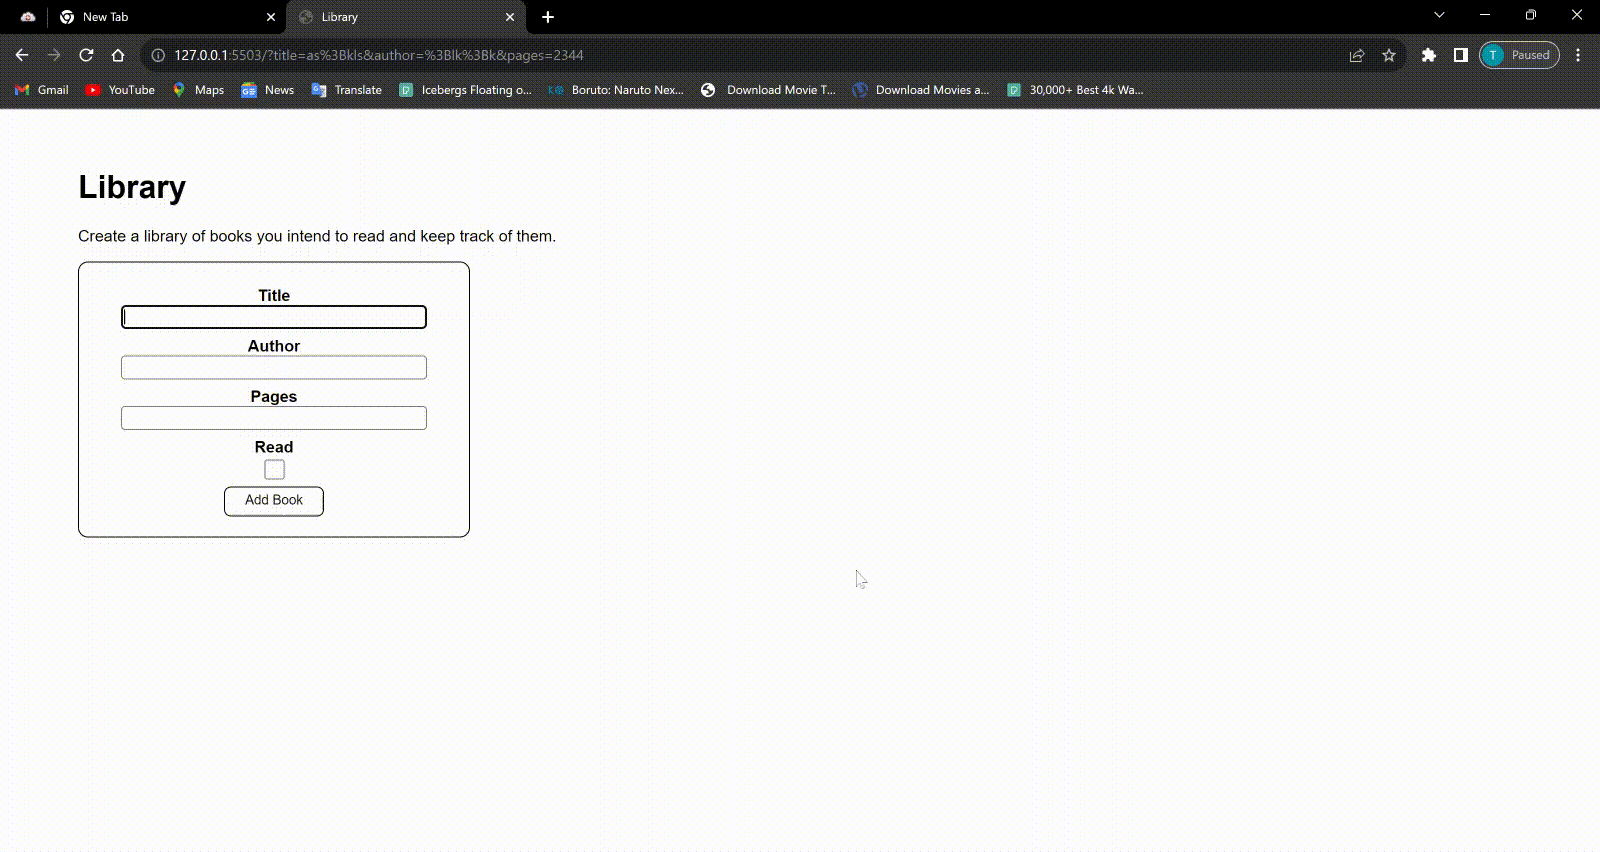 New Tab
Library
127.0.0.1:5503/?title=as%3Bkls&author=%3Blk%3Bk&pages=2344
T Paused
Gmail YouTube Maps News Translate Icebergs Floating o... Boruto: Naruto Nex... Download Movie T... Download Movies a... 30,000+ Best 4k Wa...
Library
Create a library of books you intend to read and keep track of them.
Title
Author
Pages
Read
Add Book